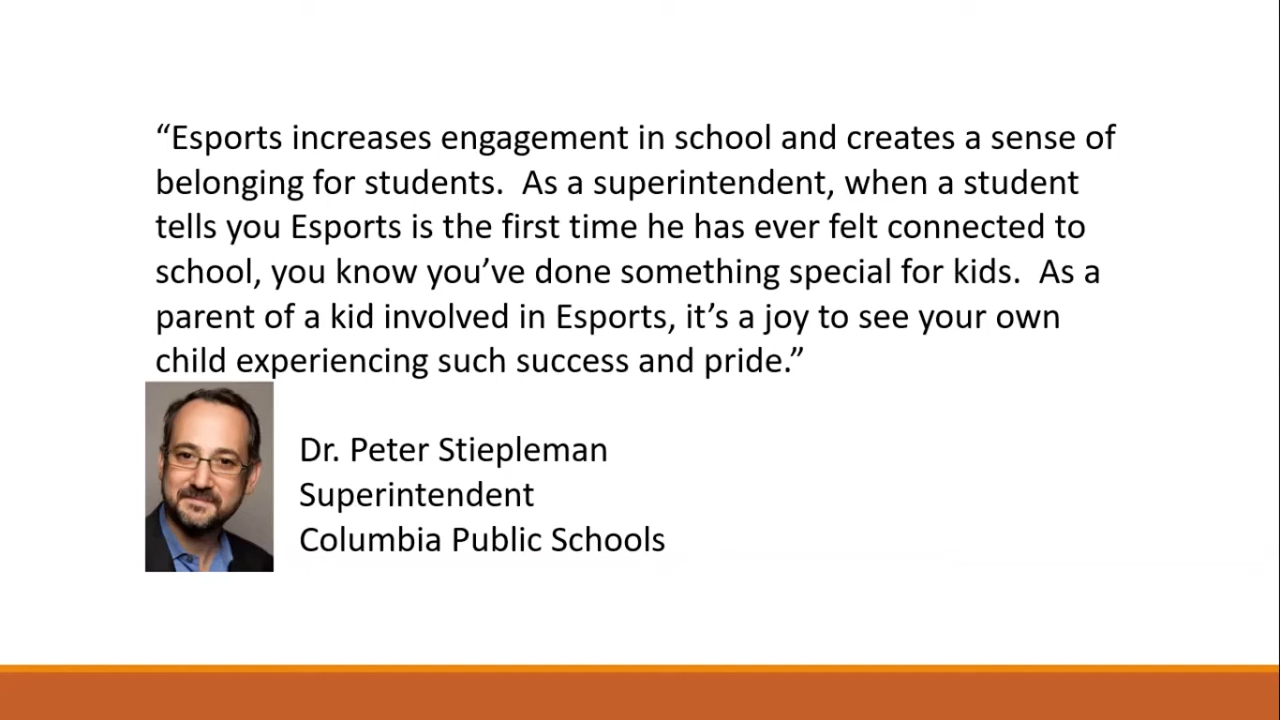 “Esports increases engagement in school and creates a sense of
belonging for students.  As a superintendent, when a student
tells you Esports is the first time he has ever felt connected to
school, you know you’ve done something special for kids.  As a
parent of a kid involved in Esports, it’s a joy to see your own
child experiencing such success and pride.”
Dr. Peter Stiepleman
Superintendent
Columbia Public Schools